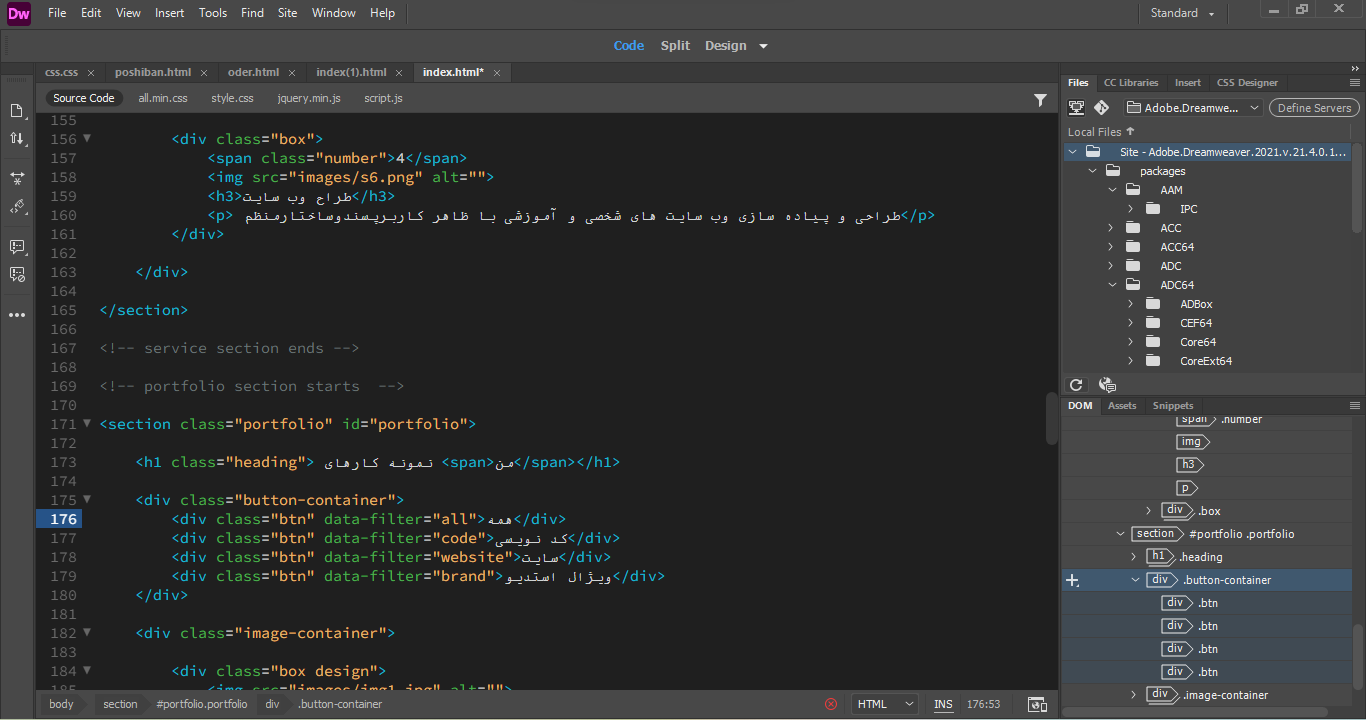 Dw File Edit View Insert Tools Find Site Window Help Standard
Code Split Design
css.css poshiban.html oder.html index(1).html index.html*
Source Code all.min.css style.css jquery.min.js script.js
155
156 <div class="box">
157 <span class="number">4</span>
158 <img src="images/s6.png" alt="">
159 <h3>طراح وب سایت</h3>
160 <p> طراحی و پیاده سازی وب سایت های شخصی و آموزشی با ظاهر کاربرپسندوساختارمنظم</p>
161 </div>
162
163 </div>
164
165 </section>
166
167 <!-- service section ends -->
168
169 <!-- portfolio section starts  -->
170
171 <section class="portfolio" id="portfolio">
172
173 <h1 class="heading"> نمونه کارهای <span>من</span></h1>
174
175 <div class="button-container">
176 <div class="btn" data-filter="all">همه</div>
177 <div class="btn" data-filter="code">کد نویسی</div>
178 <div class="btn" data-filter="website">سایت</div>
179 <div class="btn" data-filter="brand">ویژال استدیو</div>
180 </div>
181
182 <div class="image-container">
183
184 <div class="box design">
185 <img src="images/img1.jpg" alt="">
body section #portfolio.portfolio div .button-container HTML INS 176:53
Files CC Libraries Insert CSS Designer
Adobe.Dreamwe... Define Servers
Local Files
Site - Adobe.Dreamweaver.2021.v.21.4.0.1...
packages
AAM
IPC
ACC
ACC64
ADC
ADC64
ADBox
CEF64
Core64
CoreExt64
DOM Assets Snippets
span .number
img
h3
p
div .box
section #portfolio .portfolio
h1 .heading
div .button-container
div .btn
div .btn
div .btn
div .btn
div .image-container